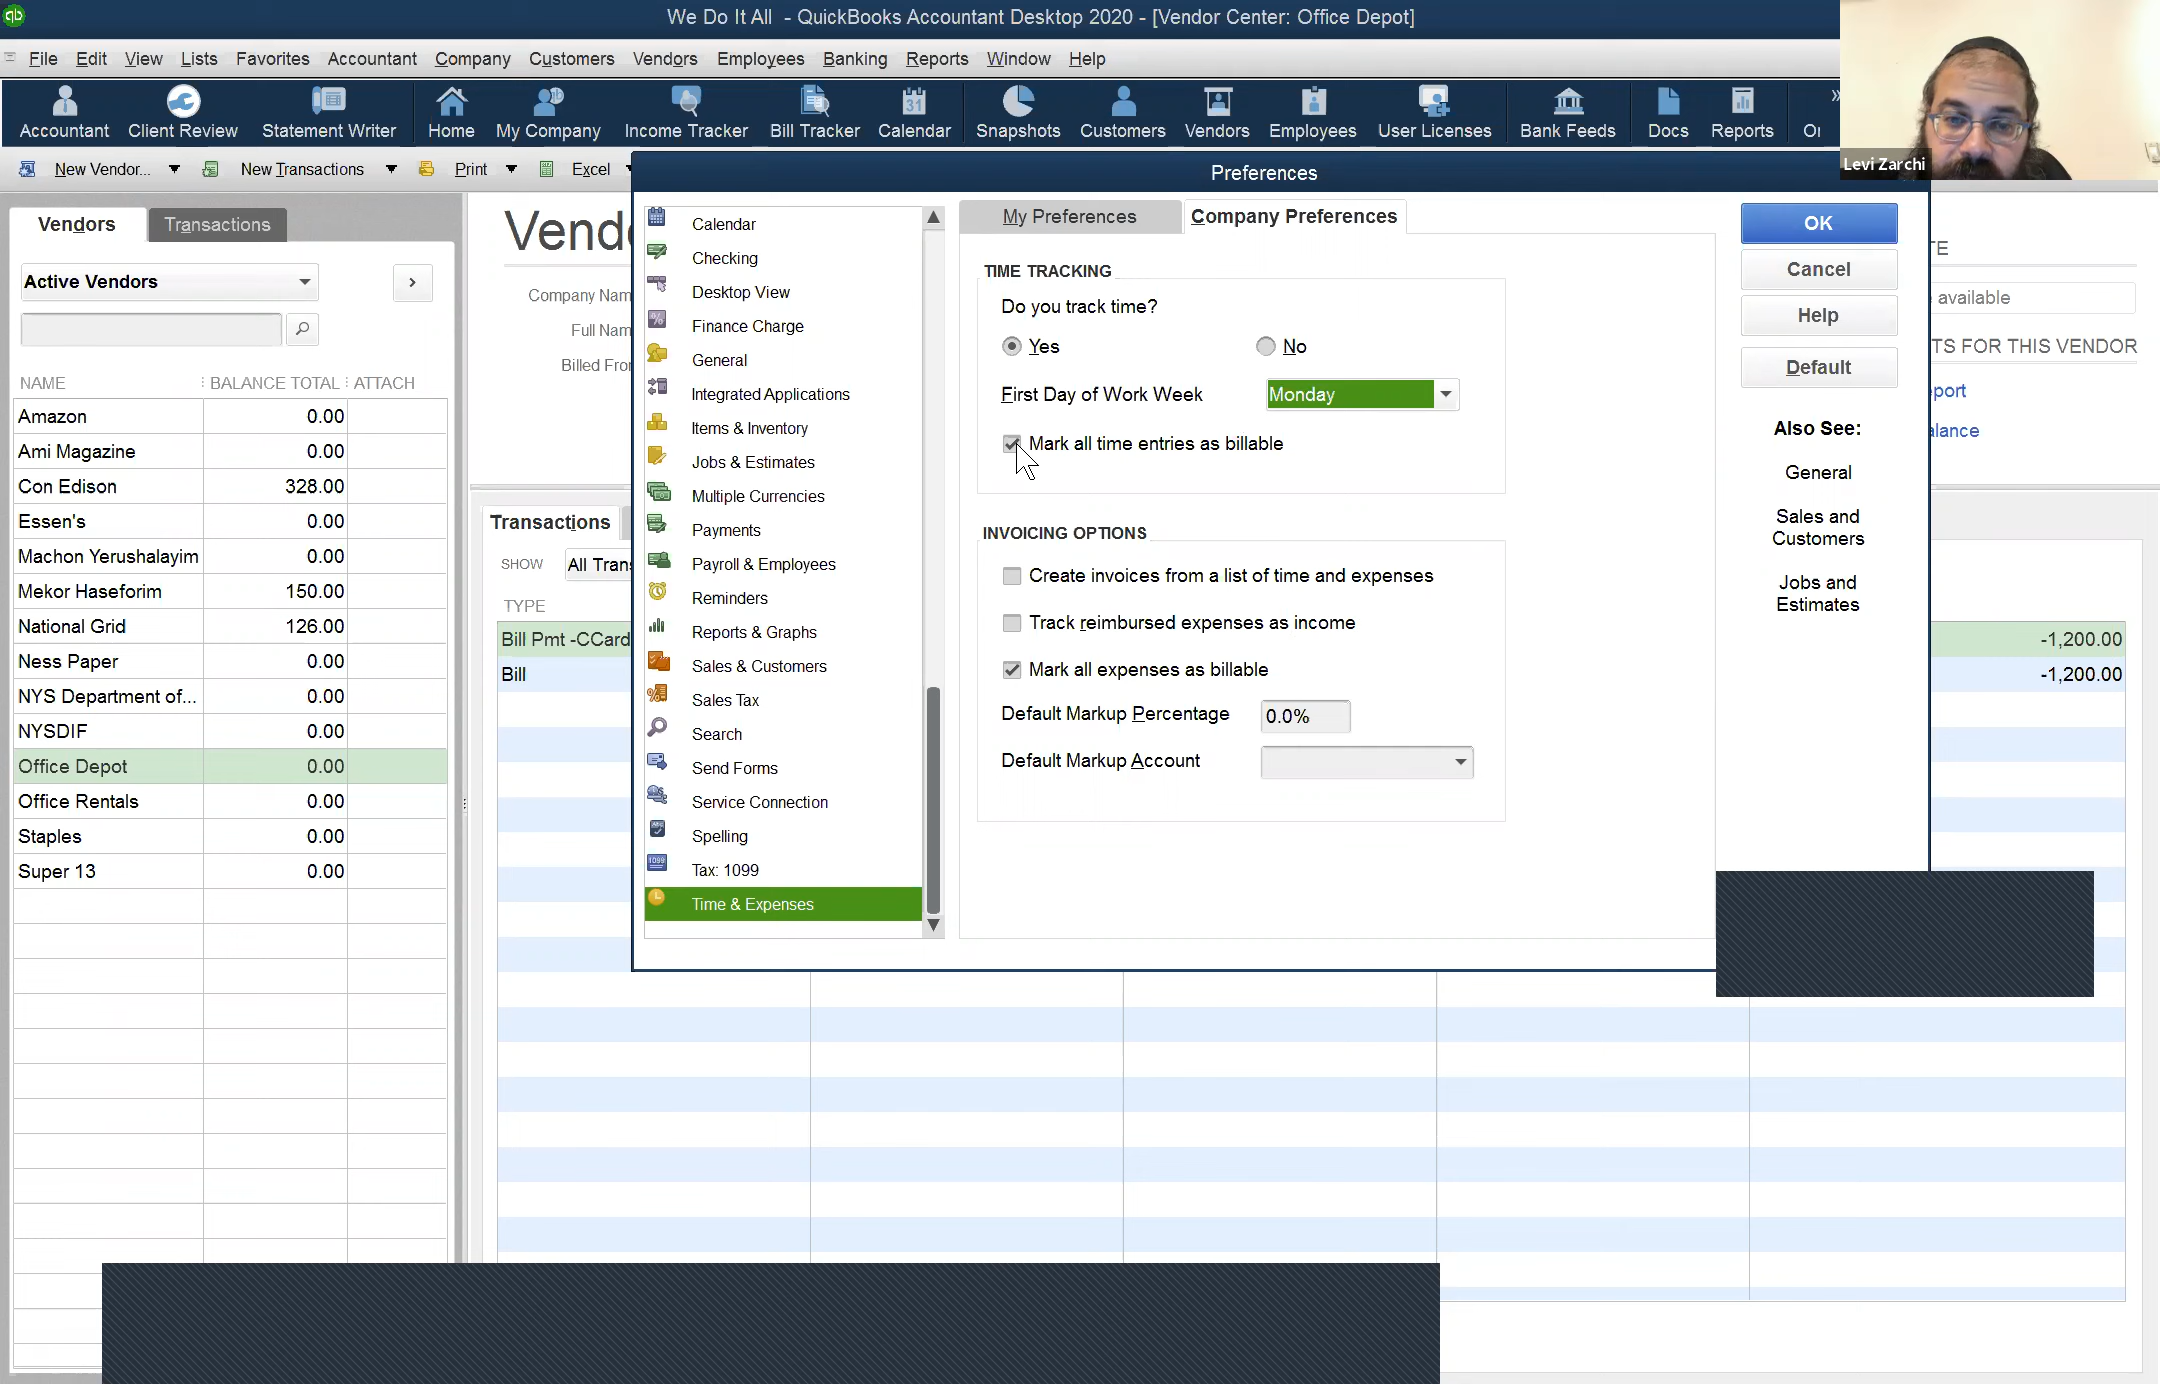 We Do It All - QuickBooks Accountant Desktop 2020 - [Vendor Center: Office Depot]
File Edit View Lists Favorites Accountant Company Customers Vendors Employees Banking Reports Window Help
Accountant Client Review Statement Writer Home My Company Income Tracker Bill Tracker Calendar Snapshots Customers Vendors Employees User Licenses Bank Feeds Docs Reports
Levi Zarchi
New Vendor... New Transactions Print Excel
Preferences
Vendors Transactions
Active Vendors
NAME BALANCE TOTAL ATTACH
Amazon 0.00
Ami Magazine 0.00
Con Edison 328.00
Essen's 0.00
Machon Yerushalayim 0.00
Mekor Haseforim 150.00
National Grid 126.00
Ness Paper 0.00
NYS Department of... 0.00
NYSDIF 0.00
Office Depot 0.00
Office Rentals 0.00
Staples 0.00
Super 13 0.00
Vend
Company Nam
Full Nam
Billed Fro
Transactions
SHOW All Tran
TYPE
Bill Pmt -CCard
Bill
Calendar
Checking
Desktop View
Finance Charge
General
Integrated Applications
Items & Inventory
Jobs & Estimates
Multiple Currencies
Payments
Payroll & Employees
Reminders
Reports & Graphs
Sales & Customers
Sales Tax
Search
Send Forms
Service Connection
Spelling
Tax: 1099
Time & Expenses
My Preferences Company Preferences
TIME TRACKING
Do you track time?
Yes No
First Day of Work Week Monday
Mark all time entries as billable
INVOICING OPTIONS
Create invoices from a list of time and expenses
Track reimbursed expenses as income
Mark all expenses as billable
Default Markup Percentage 0.0%
Default Markup Account
OK
Cancel
Help
Default
Also See:
General
Sales and
Customers
Jobs and
Estimates
TE
available
TS FOR THIS VENDOR
port
alance
-1,200.00
-1,200.00